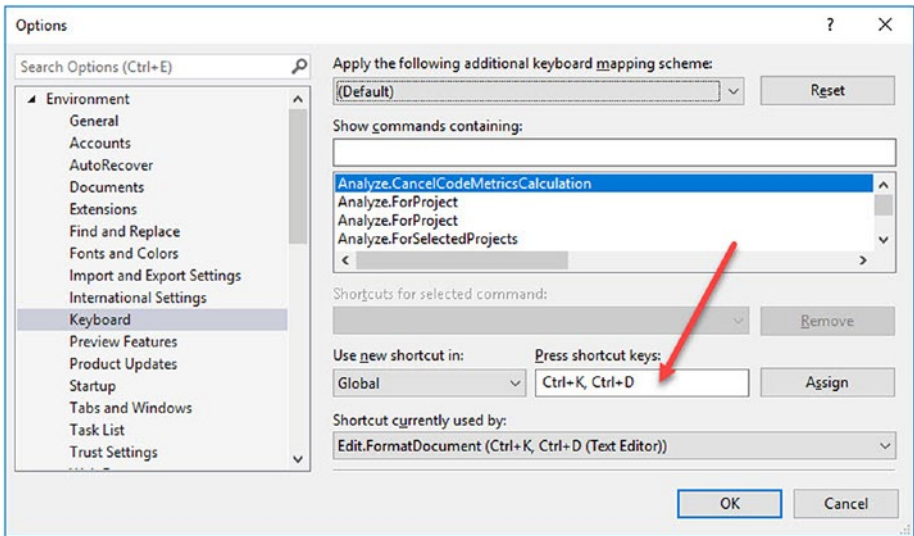 Options
?
Search Options (Ctrl+E)
Environment
General
Accounts
AutoRecover
Documents
Extensions
Find and Replace
Fonts and Colors
Import and Export Settings
International Settings
Keyboard
Preview Features
Product Updates
Startup
Tabs and Windows
Task List
Trust Settings
Apply the following additional keyboard mapping scheme:
(Default)
Reset
Show commands containing:
Analyze.CancelCodeMetricsCalculation
Analyze.ForProject
Analyze.ForProject
Analyze.ForSelectedProjects
Shortcuts for selected command:
Remove
Use new shortcut in:
Press shortcut keys:
Global
Ctrl+K, Ctrl+D
Assign
Shortcut currently used by:
Edit.FormatDocument (Ctrl+K, Ctrl+D (Text Editor))
OK
Cancel